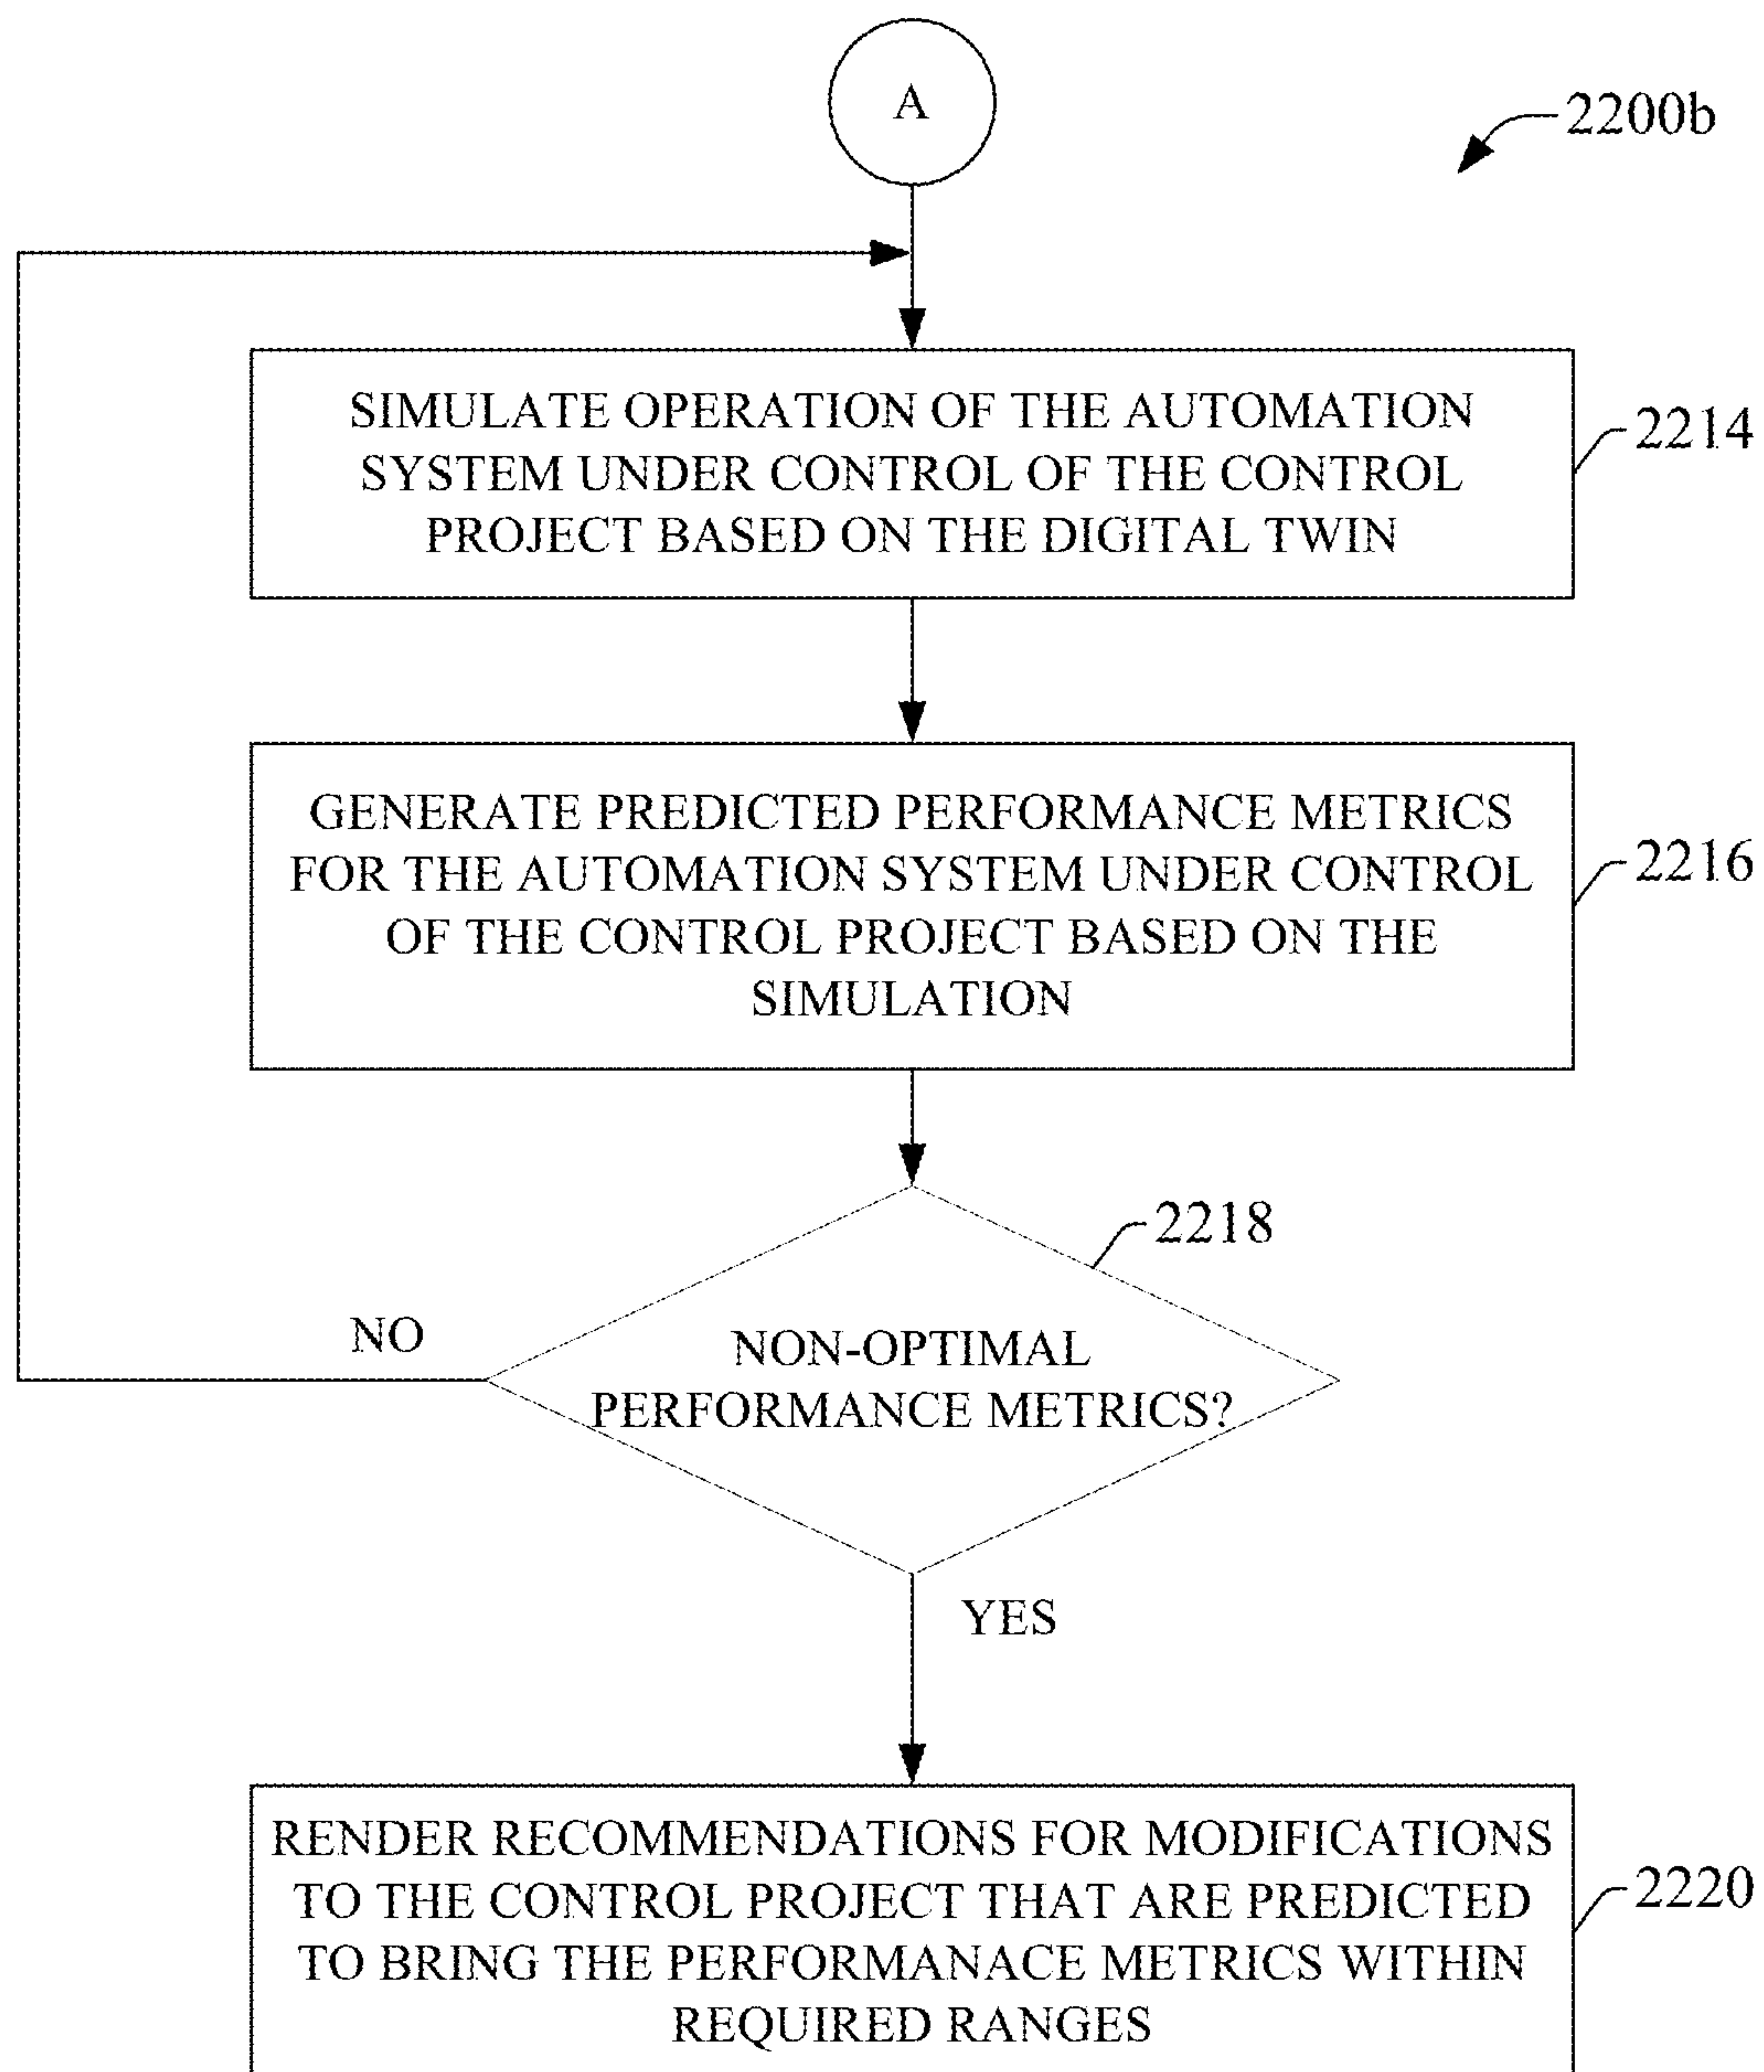 A
2200b
SIMULATE OPERATION OF THE AUTOMATION
SYSTEM UNDER CONTROL OF THE CONTROL
PROJECT BASED ON THE DIGITAL TWIN
2214
GENERATE PREDICTED PERFORMANCE METRICS
FOR THE AUTOMATION SYSTEM UNDER CONTROL
OF THE CONTROL PROJECT BASED ON THE
SIMULATION
2216
2218
NO
NON-OPTIMAL
PERFORMANCE METRICS?
YES
RENDER RECOMMENDATIONS FOR MODIFICATIONS
TO THE CONTROL PROJECT THAT ARE PREDICTED
TO BRING THE PERFORMANACE METRICS WITHIN
REQUIRED RANGES
2220